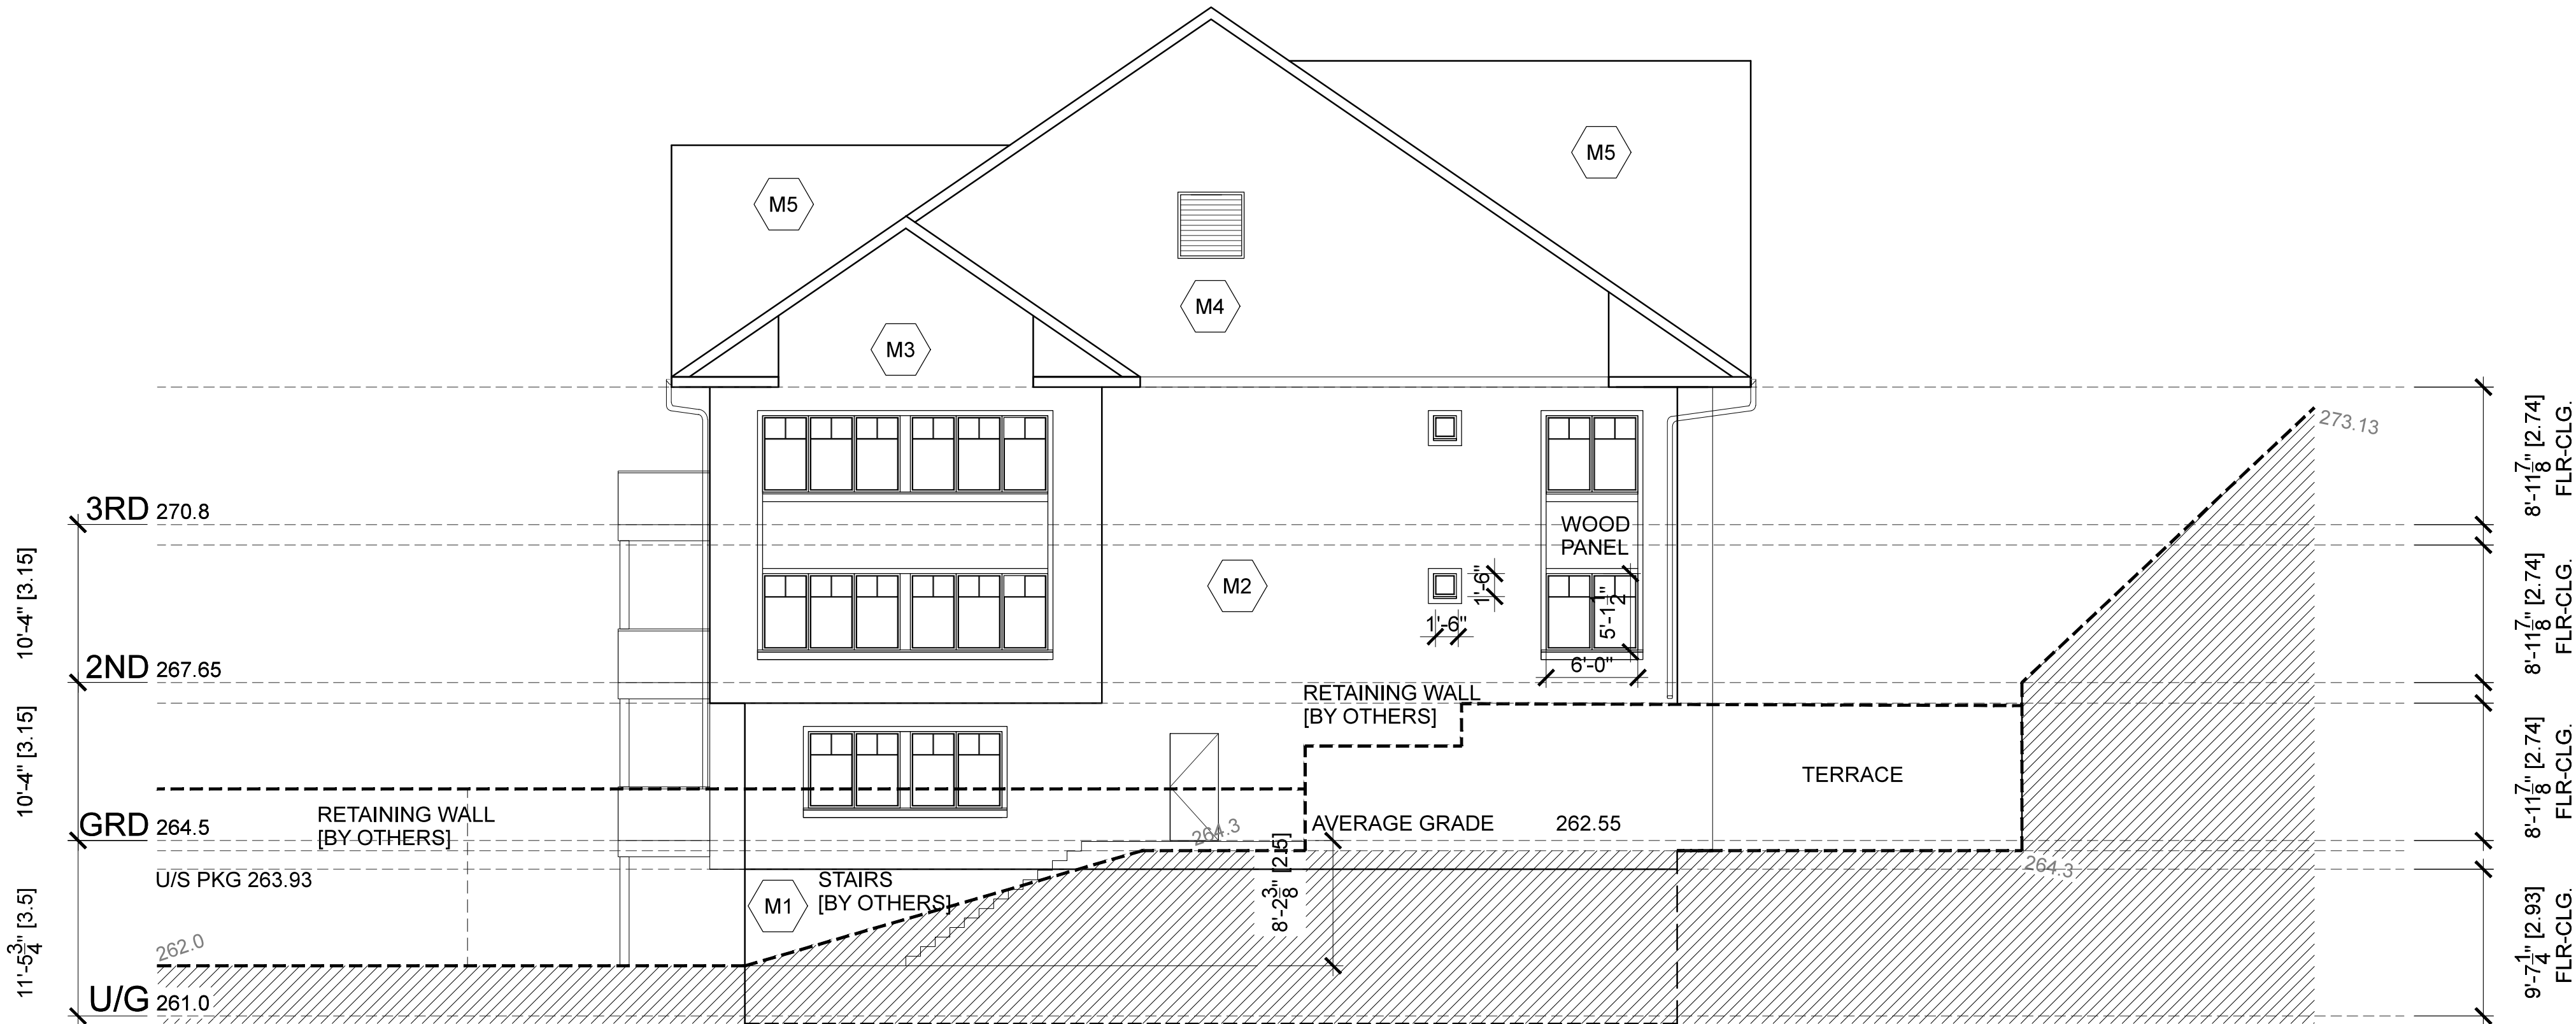 M5
M5
M4
M3
273.13
3RD 270.8
WOOD
PANEL
M2
1'-6"
1'-6"
5'-1 1/2"
6'-0"
2ND 267.65
RETAINING WALL
[BY OTHERS]
TERRACE
RETAINING WALL
[BY OTHERS]
GRD 264.5
264.3
AVERAGE GRADE 262.55
264.3
U/S PKG 263.93
STAIRS
[BY OTHERS]
M1
8'-2 3/8" [2.5]
262.0
U/G 261.0
10'-4" [3.15]
10'-4" [3.15]
11'-5 3/4" [3.5]
8'-11 7/8" [2.74]
FLR-CLG.
8'-11 7/8" [2.74]
FLR-CLG.
8'-11 7/8" [2.74]
FLR-CLG.
9'-7 1/4" [2.93]
FLR-CLG.